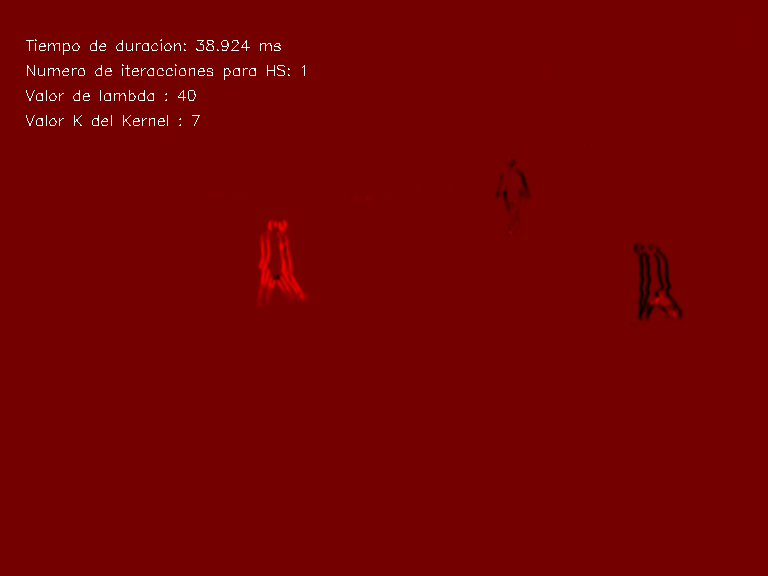 Tiempo de duracion: 38.924 ms
Numero de iteracciones para HS: 1
Valor de lambda : 40
Valor K del Kernel : 7